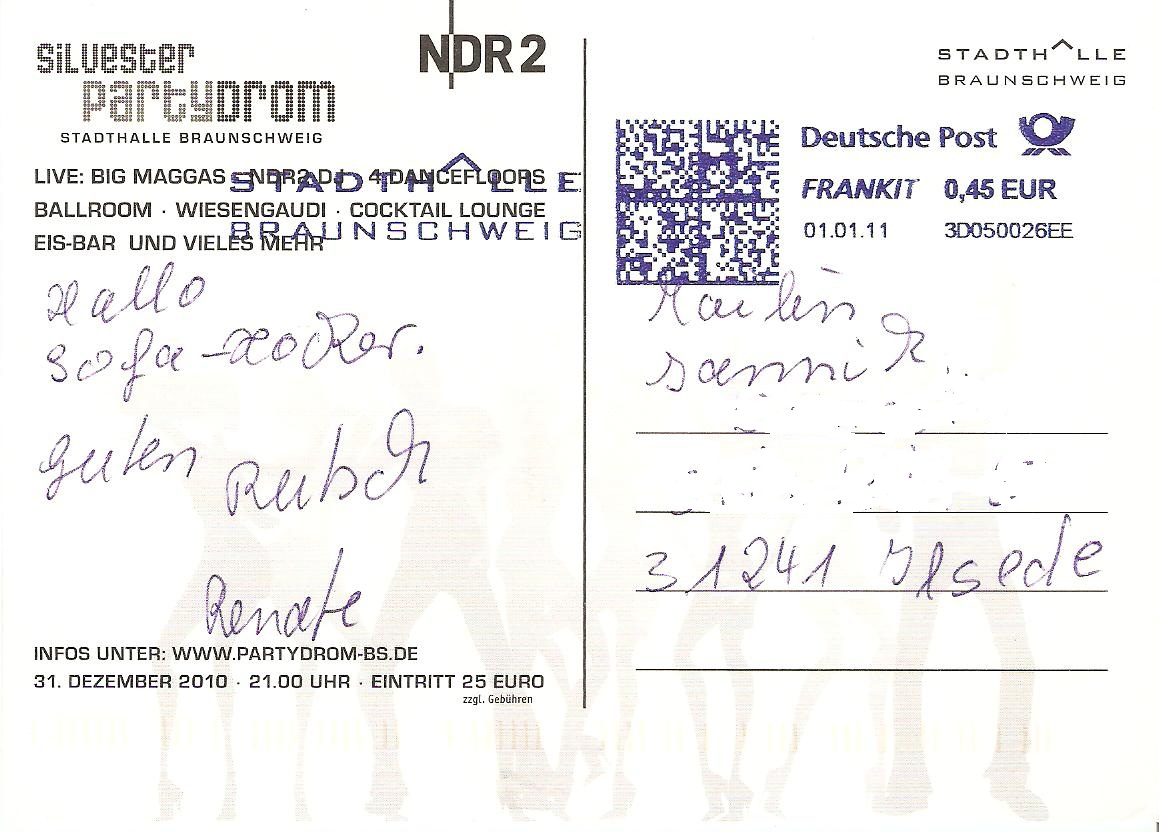 silvester
partydrom
STADTHALLE BRAUNSCHWEIG
NDR 2
LIVE: BIG MAGGAS · NDR2 DJ · 4 DANCEFLOORS
BALLROOM · WIESENGAUDI · COCKTAIL LOUNGE
EIS-BAR UND VIELES MEHR
STADTHALLE
BRAUNSCHWEIG
Hallo
Sofa-Hocker.
Guten Rutsch
Renate
INFOS UNTER: WWW.PARTYDROM-BS.DE
31. DEZEMBER 2010 · 21.00 UHR · EINTRITT 25 EURO
zzgl. Gebühren
STADTHALLE
BRAUNSCHWEIG
Deutsche Post
FRANKIT 0,45 EUR
01.01.11 3D050026EE
31241 Ilsede